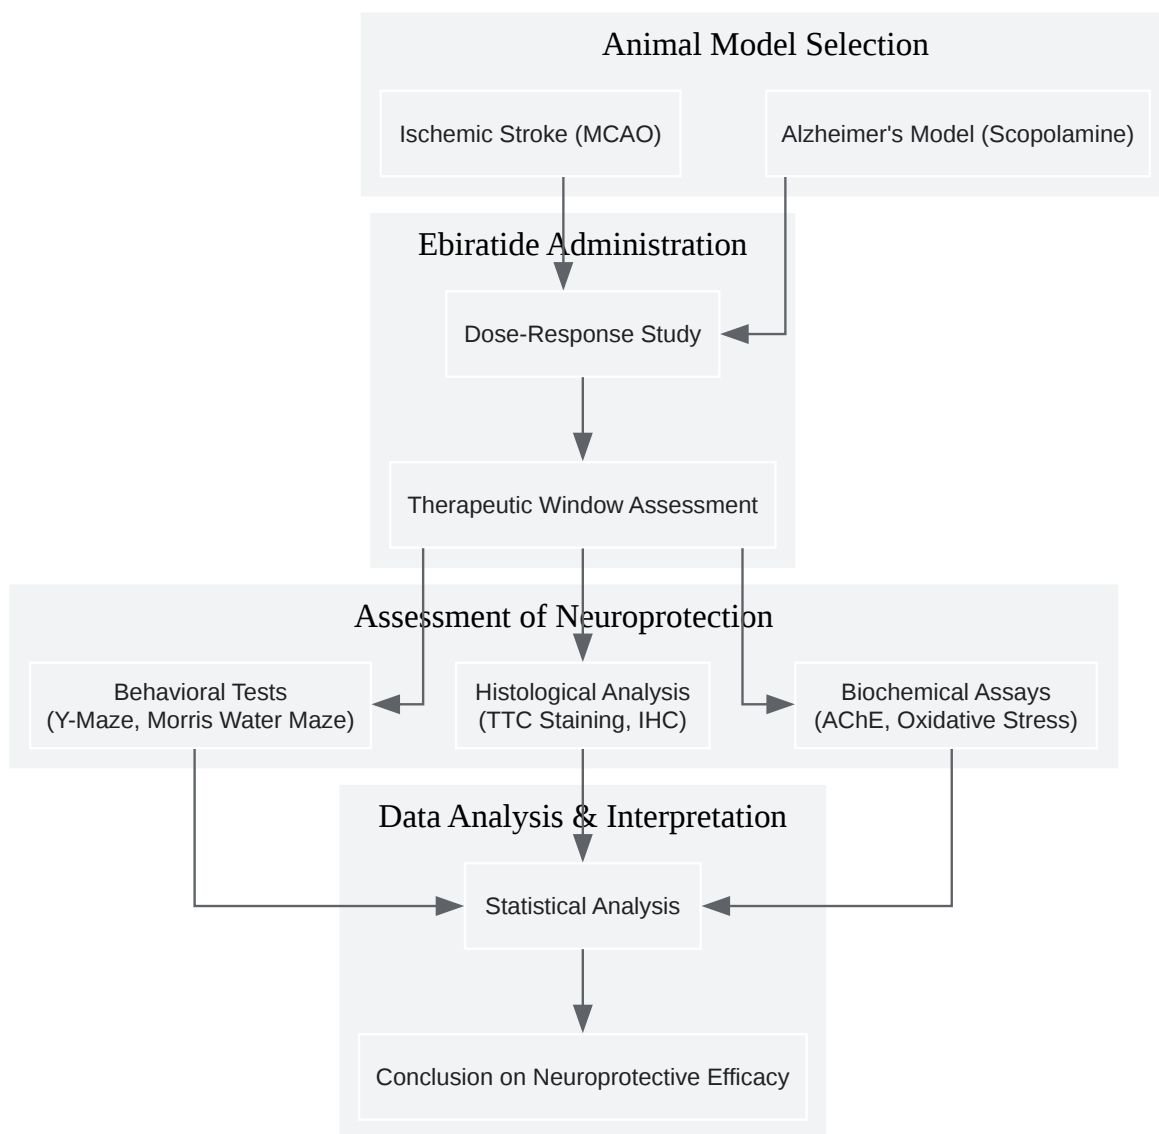 Animal Model Selection
Ischemic Stroke (MCAO)
Alzheimer's Model (Scopolamine)
Ebiratide Administration
Dose-Response Study
Therapeutic Window Assessment
Assessment of Neuroprotection
Behavioral Tests
(Y-Maze, Morris Water Maze)
Histological Analysis
(TTC Staining, IHC)
Biochemical Assays
(AChE, Oxidative Stress)
Data Analysis & Interpretation
Statistical Analysis
Conclusion on Neuroprotective Efficacy